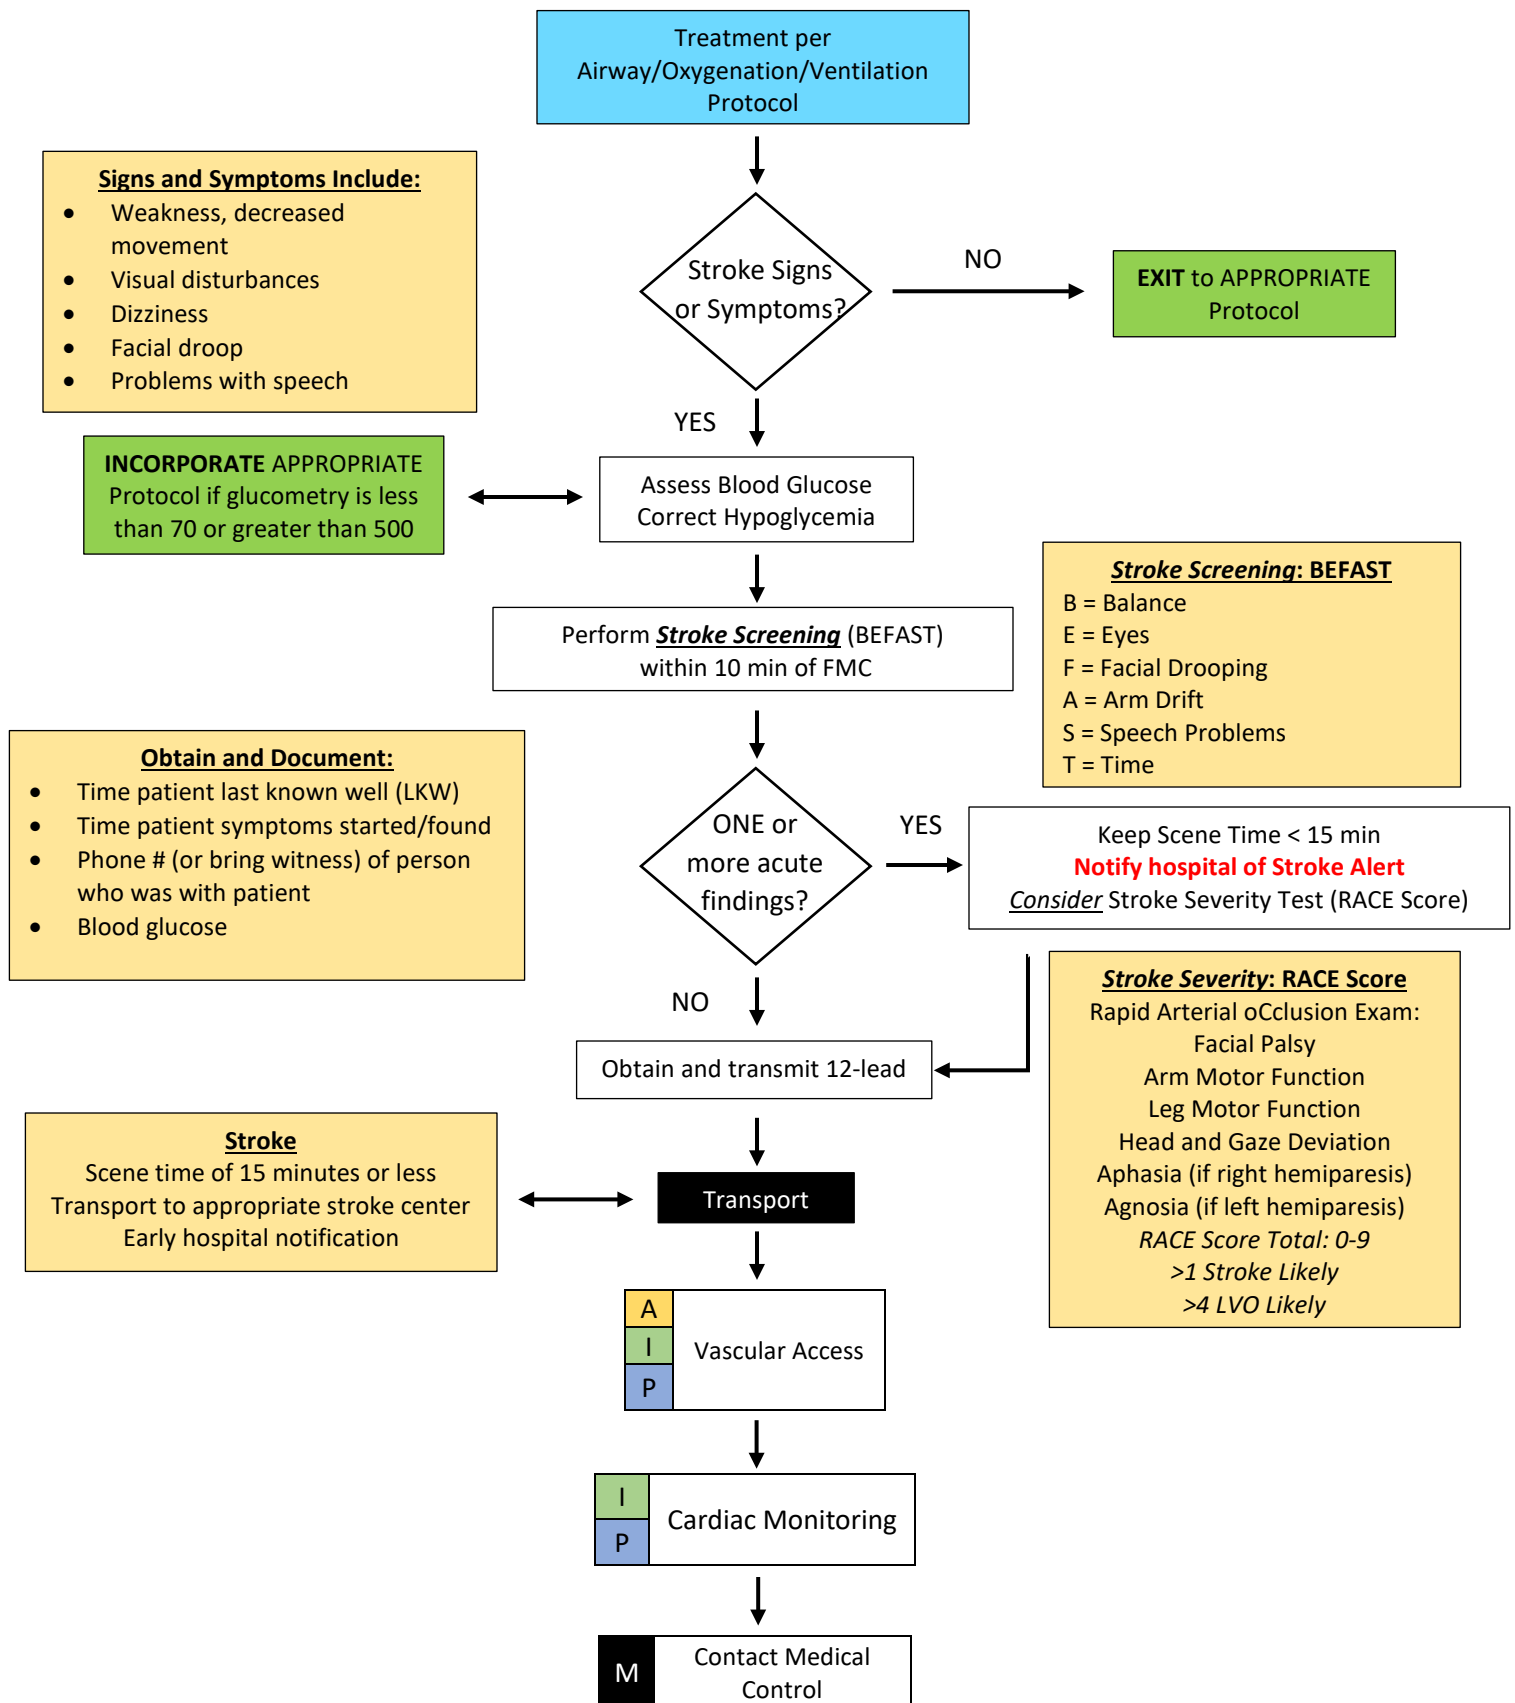 Treatment per
Airway/Oxygenation/Ventilation
Protocol
Signs and Symptoms Include:
• Weakness, decreased
movement
• Visual disturbances
• Dizziness
• Facial droop
• Problems with speech
Stroke Signs
or Symptoms?
NO
EXIT to APPROPRIATE
Protocol
YES
INCORPORATE APPROPRIATE
Protocol if glucometry is less
than 70 or greater than 500
Assess Blood Glucose
Correct Hypoglycemia
Perform Stroke Screening (BEFAST)
within 10 min of FMC
Stroke Screening: BEFAST
B = Balance
E = Eyes
F = Facial Drooping
A = Arm Drift
S = Speech Problems
T = Time
Obtain and Document:
• Time patient last known well (LKW)
• Time patient symptoms started/found
• Phone # (or bring witness) of person
who was with patient
• Blood glucose
ONE or
more acute
findings?
YES
Keep Scene Time < 15 min
Notify hospital of Stroke Alert
Consider Stroke Severity Test (RACE Score)
NO
Stroke Severity: RACE Score
Rapid Arterial oCclusion Exam:
Facial Palsy
Arm Motor Function
Leg Motor Function
Head and Gaze Deviation
Aphasia (if right hemiparesis)
Agnosia (if left hemiparesis)
RACE Score Total: 0-9
>1 Stroke Likely
>4 LVO Likely
Obtain and transmit 12-lead
Stroke
Scene time of 15 minutes or less
Transport to appropriate stroke center
Early hospital notification
Transport
A
I
P
Vascular Access
I
P
Cardiac Monitoring
M
Contact Medical
Control